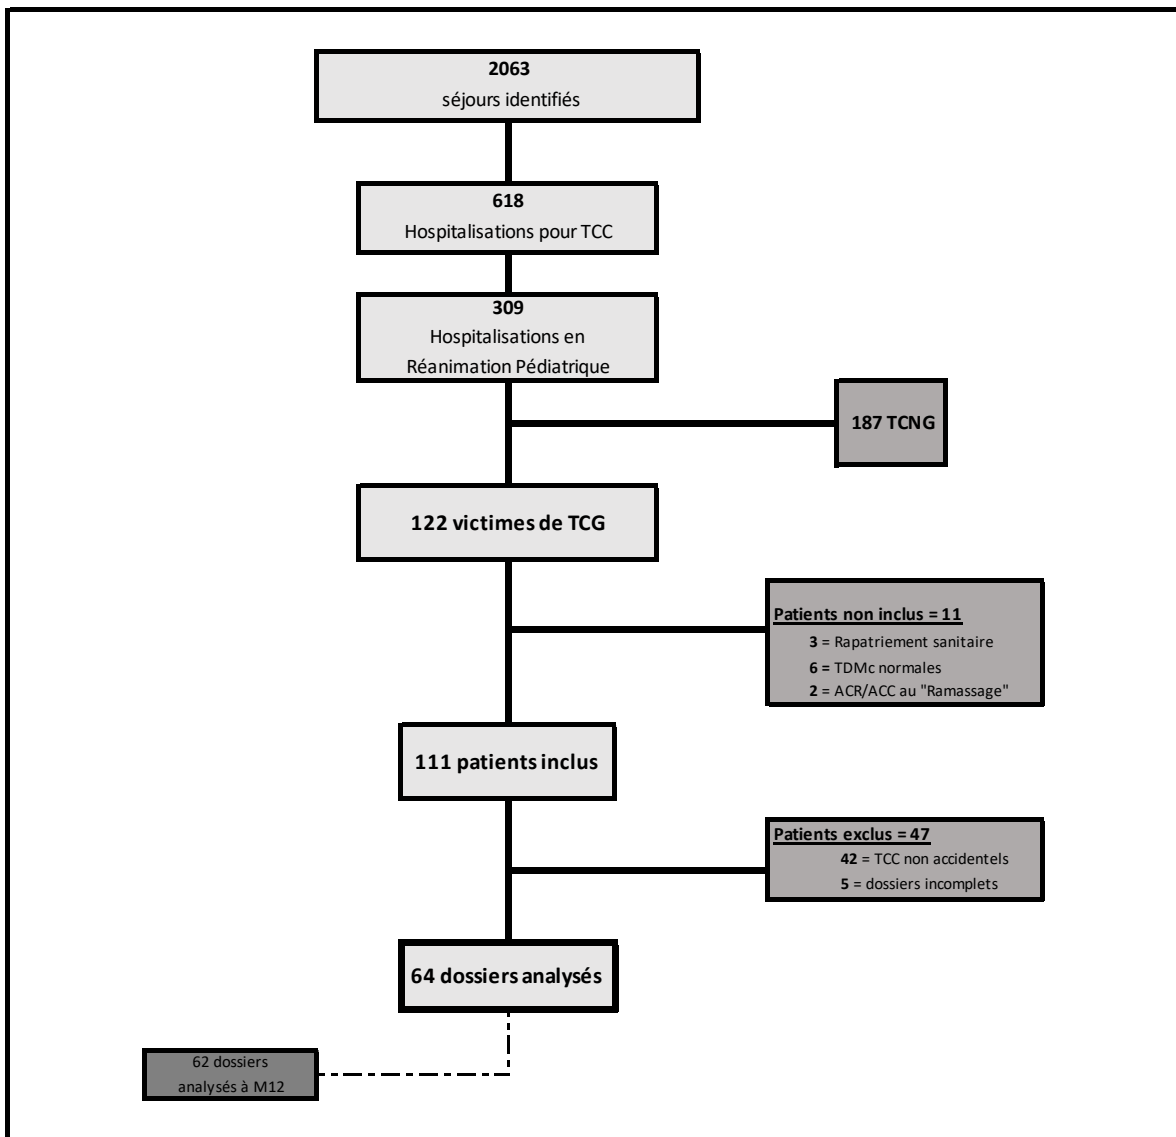 2063
séjours identifiés
618
Hospitalisations pour TCC
309
Hospitalisations en
Réanimation Pédiatrique
187 TCNG
122 victimes de TCG
Patients non inclus = 11
3 = Rapatriement sanitaire
6 = TDMc normales
2 = ACR/ACC au "Ramassage"
111 patients inclus
Patients exclus = 47
42 = TCC non accidentels
5 = dossiers incomplets
64 dossiers analysés
62 dossiers
analysés à M12